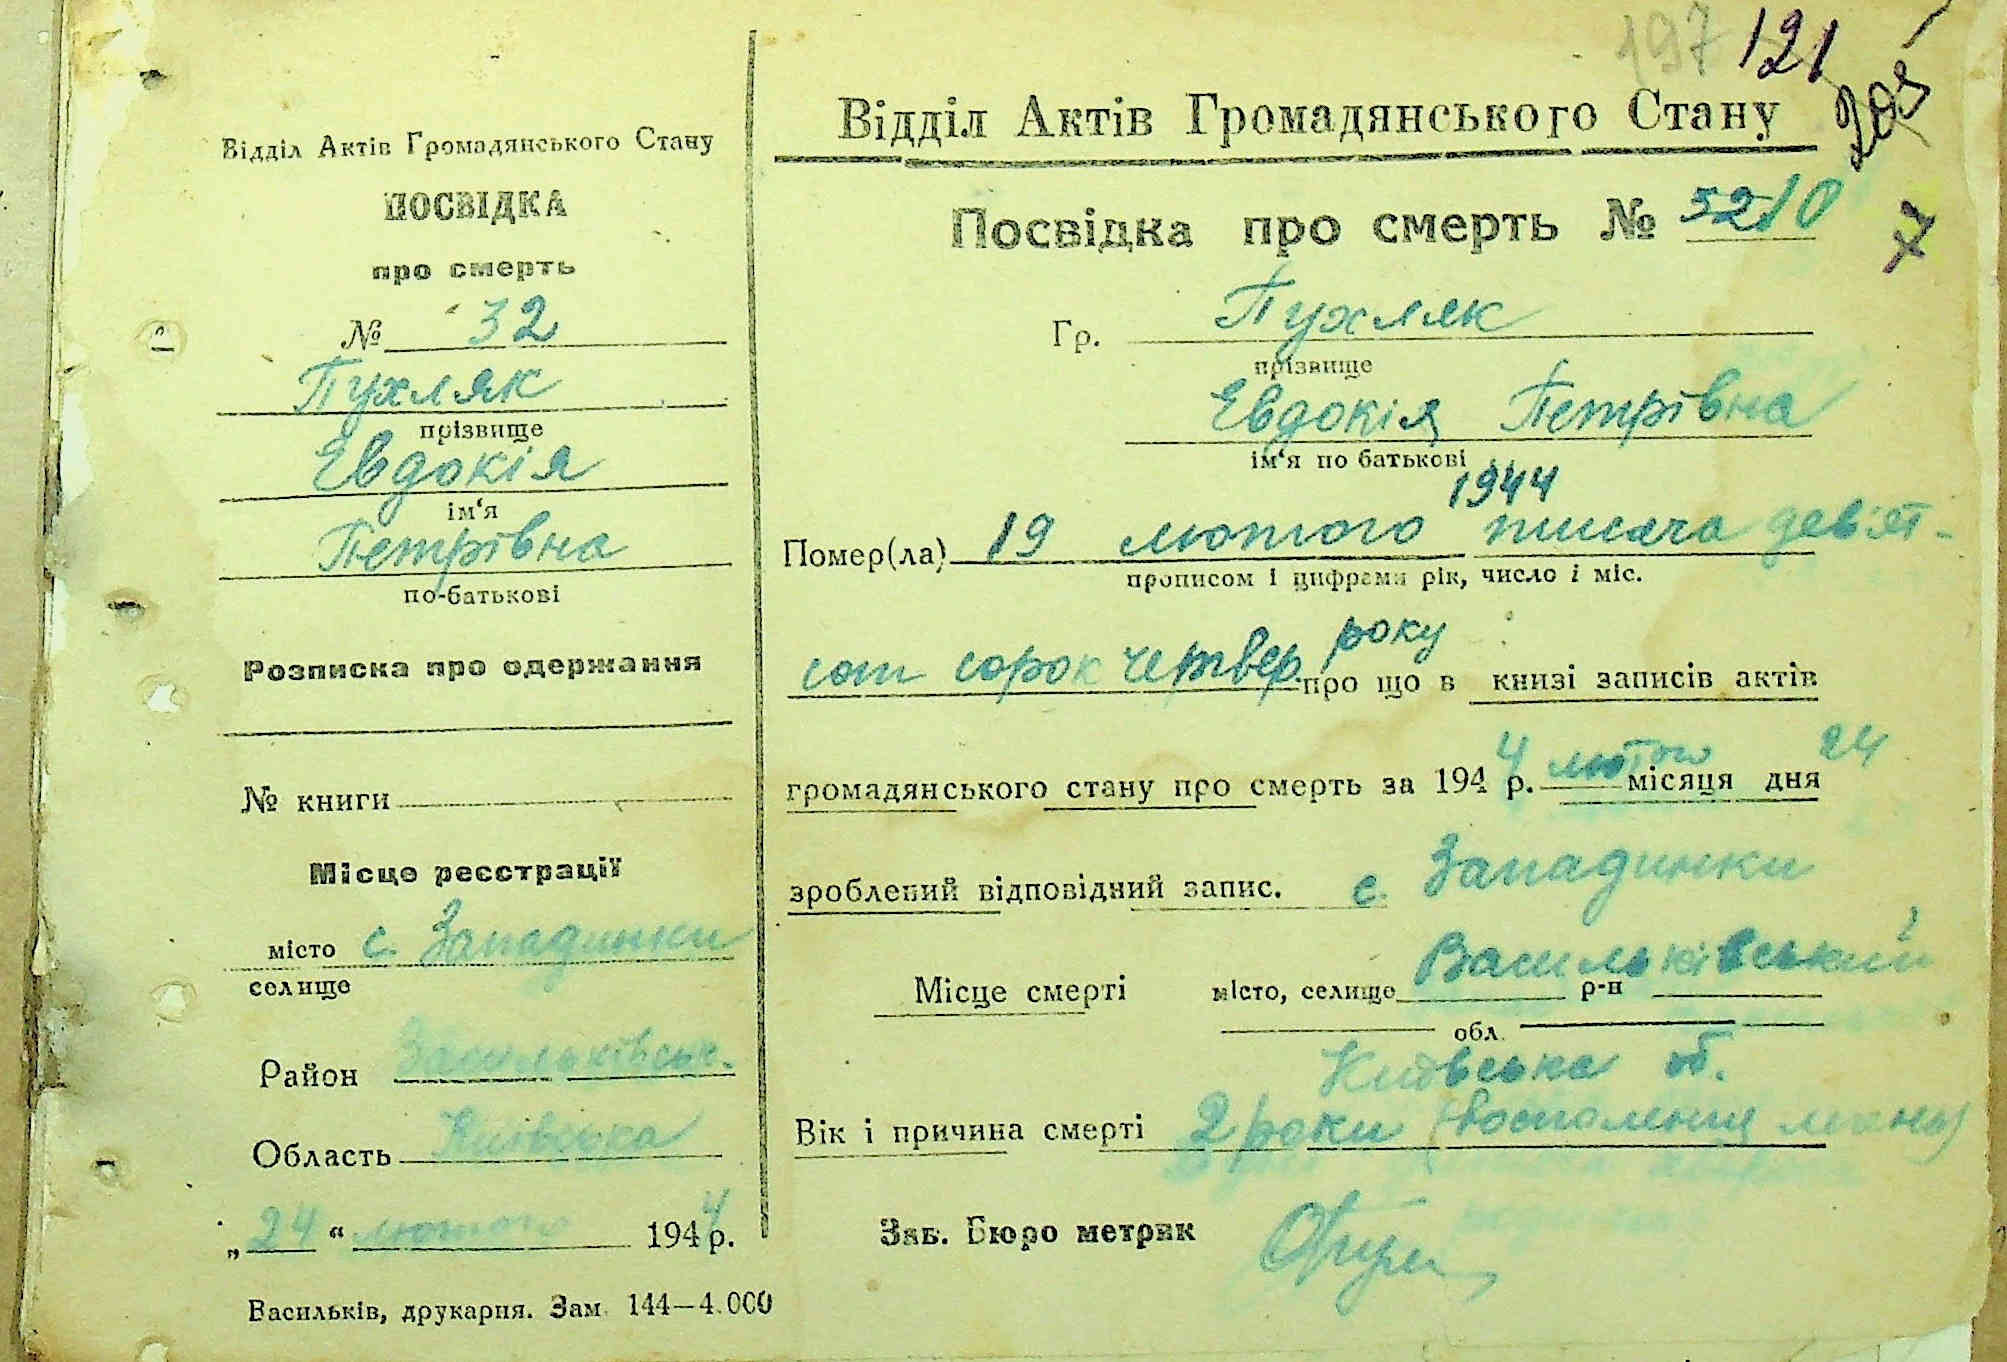 197 121
205
Відділ Актів Громадянського Стану
ПОСВІДКА
про смерть
№ 32
Пухляк
прізвище
Евдокія
ім‘я
Петрівна
по-батькові
Розписка про одержання
№ книги
Місце реєстрації
місто с. Западинки
селище
Район Васильківськ.
Область Київська
„24“ лютого 1944 р.
Васильків, друкарня. Зам. 144—4.000
Відділ Актів Громадянського Стану
Посвідка про смерть № 5210
Гр. Пухляк
прізвище
Евдокія Петрівна
ім‘я по батькові
1944
Помер(ла) 19 лютого тисяча девʼят-
прописом і цифрами рік, число і міс.
сот сорок четвер. року про що в книзі записів актів
громадянського стану про смерть за 1944 р. лютого місяця дня 24
зроблений відповідний запис. с. Западинки
Васильківський
Місце смерті місто, селище р-н
обл.
Київська об.
Вік і причина смерті 2 роки (воспаления
Зав. Бюро метрик